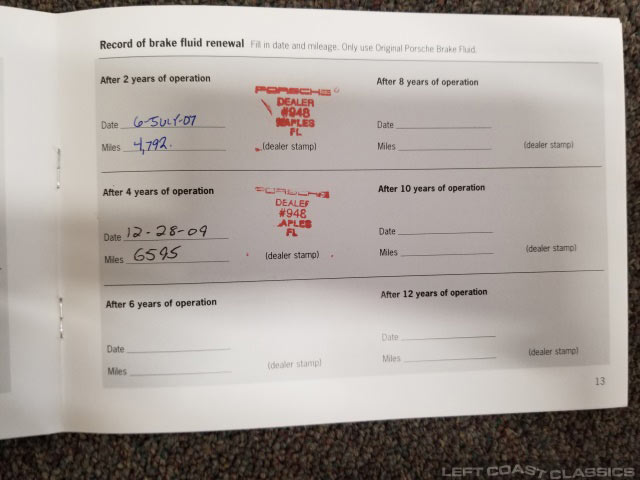 Record of brake fluid renewal Fill in date and mileage. Only use Original Porsche Brake Fluid.
After 2 years of operation
PORSCHE
DEALER
#948
NAPLES
FL
Date 6-JULY-07
Miles 4,792.
(dealer stamp)
After 8 years of operation
Date
Miles
(dealer stamp)
After 4 years of operation
PORSCHE
DEALER
#948
APLES
FL
Date 12-28-09
Miles 6595
(dealer stamp)
After 10 years of operation
Date
Miles
(dealer stamp)
After 6 years of operation
Date
Miles
(dealer stamp)
After 12 years of operation
Date
Miles
(dealer stamp)
13
LEFT COAST CLASSICS